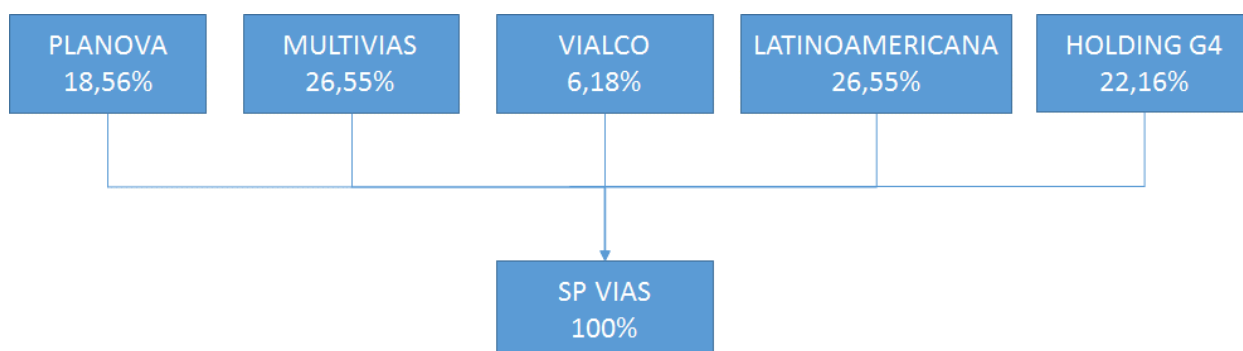 PLANOVA
18,56%
MULTIVIAS
26,55%
VIALCO
6,18%
LATINOAMERICANA
26,55%
HOLDING G4
22,16%
SP VIAS
100%